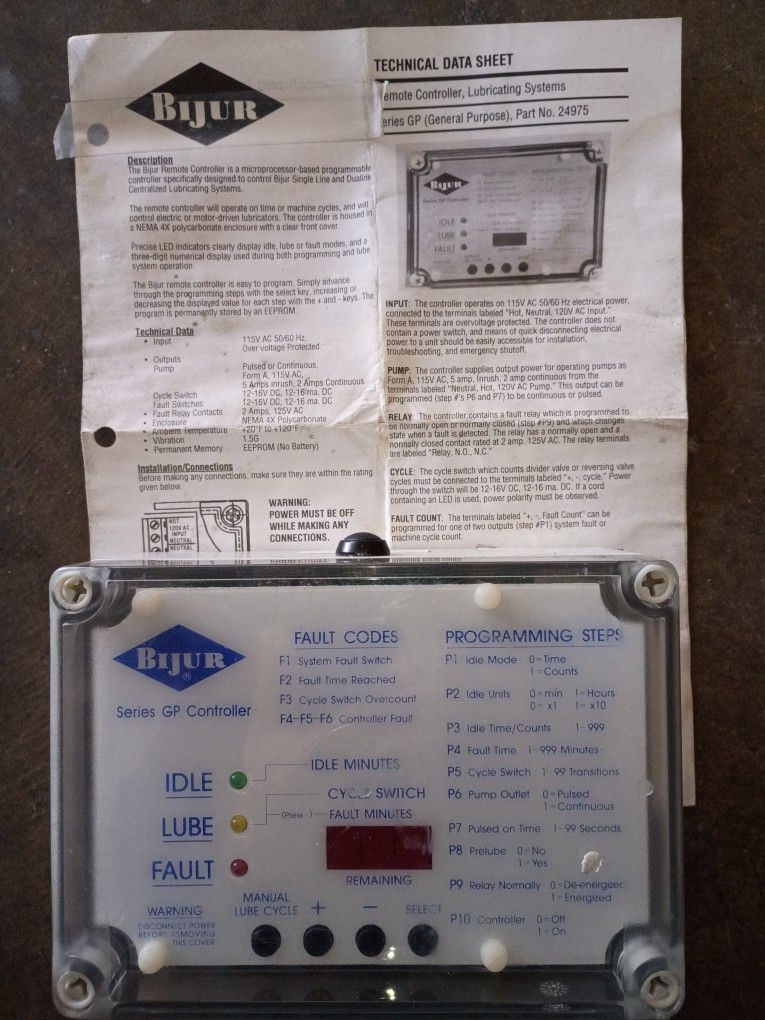 BIJUR
®
Description
The Bijur Remote Controller is a microprocessor-based programmable
controller specifically designed to control Bijur Single Line and Dualine
Centralized Lubricating Systems.
The remote controller will operate on time or machine cycles, and will
control electric or motor-driven lubricators. The controller is housed in
a NEMA 4X polycarbonate enclosure with a clear front cover.
Precise LED indicators clearly display idle, lube or fault modes, and a
three-digit numerical display used during both programming and lube
system operation.
The Bijur remote controller is easy to program. Simply advance
through the programming steps with the select key, increasing or
decreasing the displayed value for each step with the + and - keys. The
program is permanently stored by an EEPROM.
Technical Data
• Input 115V AC 50/60 Hz,
Over-voltage Protected
• Outputs
Pump Pulsed or Continuous,
Form A, 115V AC,
5 Amps inrush, 2 Amps Continuous
Cycle Switch 12-16V DC, 12-16 ma. DC
Fault Switches 12-16V DC, 12-16 ma. DC
• Fault Relay Contacts 2 Amps, 125V AC
• Enclosure NEMA 4X Polycarbonate
• Ambient Temperature +20°F to +120°F
• Vibration 1.5G
• Permanent Memory EEPROM (No Battery)
Installation/Connections
Before making any connections, make sure they are within the rating
given below.
HOT
120V AC
INPUT
NEUTRAL
NEUTRAL
WARNING:
POWER MUST BE OFF
WHILE MAKING ANY
CONNECTIONS.
TECHNICAL DATA SHEET
emote Controller, Lubricating Systems
eries GP (General Purpose), Part No. 24975
BIJUR
Series GP Controller
FAULT CODES
PROGRAMMING
IDLE
LUBE
FAULT
INPUT: The controller operates on 115V AC 50/60 Hz electrical power,
connected to the terminals labeled "Hot, Neutral, 120V AC Input."
These terminals are overvoltage protected. The controller does not
contain a power switch, and means of quick disconnecting electrical
power to a unit should be easily accessible for installation,
troubleshooting, and emergency shutoff.
PUMP: The controller supplies output power for operating pumps as
Form A, 115V AC, 5 amp, Inrush, 2 amp continuous from the
terminals labeled "Neutral, Hot, 120V AC Pump." This output can be
programmed (step #'s P6 and P7) to be continuous or pulsed.
RELAY: The controller contains a fault relay which is programmed to
be normally open or normally closed (step #P9) and which changes
state when a fault is detected. The relay has a normally open and a
normally closed contact rated at 2 amp. 125V AC. The relay terminals
are labeled "Relay, N.O., N.C."
CYCLE: The cycle switch which counts divider valve or reversing valve
cycles must be connected to the terminals labeled "+, -, cycle." Power
through the switch will be 12-16V DC, 12-16 ma. DC. If a cord
containing an LED is used, power polarity must be observed.
FAULT COUNT: The terminals labeled "+, -, Fault Count" can be
programmed for one of two outputs (step #P1) system fault or
machine cycle count.
BIJUR
®
Series GP Controller
FAULT CODES
F1 System Fault Switch
F2 Fault Time Reached
F3 Cycle Switch Overcount
F4-F5-F6 Controller Fault
IDLE
LUBE
FAULT
IDLE MINUTES
CYCLE SWITCH
(Press -) FAULT MINUTES
REMAINING
WARNING
DISCONNECT POWER
BEFORE REMOVING
THIS COVER
MANUAL
LUBE CYCLE
+
−
SELECT
PROGRAMMING STEPS
P1 Idle Mode 0=Time
1=Counts
P2 Idle Units 0=min 1=Hours
0=x1 1=x10
P3 Idle Time/Counts 1-999
P4 Fault Time 1-999 Minutes
P5 Cycle Switch 1-99 Transitions
P6 Pump Outlet 0=Pulsed
1=Continuous
P7 Pulsed on Time 1-99 Seconds
P8 Prelube 0=No
1=Yes
P9 Relay Normally 0=De-energized
1=Energized
P10 Controller 0=Off
1=On